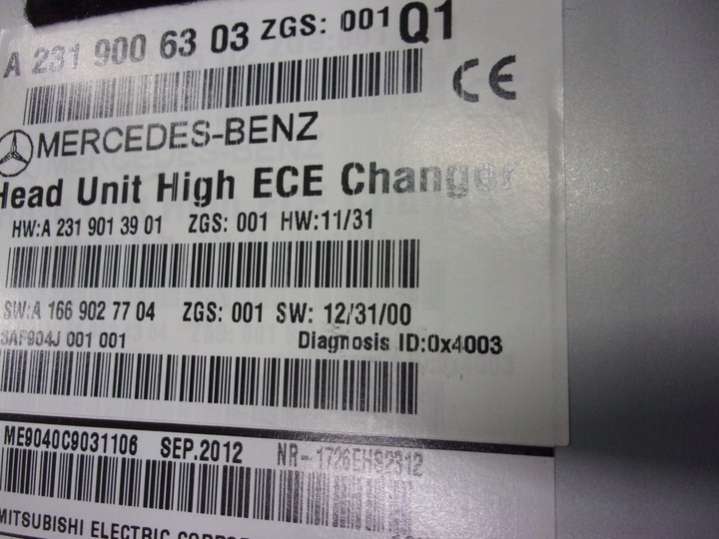 A 231 900 63 03 ZGS: 001 Q1
CE
MERCEDES-BENZ
Head Unit High ECE Changer
HW:A 231 901 39 01 ZGS: 001 HW:11/31
SW:A 166 902 77 04 ZGS: 001 SW: 12/31/00
3AF904J 001 001 Diagnosis ID:0x4003
ME9040C9031106 SEP.2012 NR-1726EHS2312
MITSUBISHI ELECTRIC